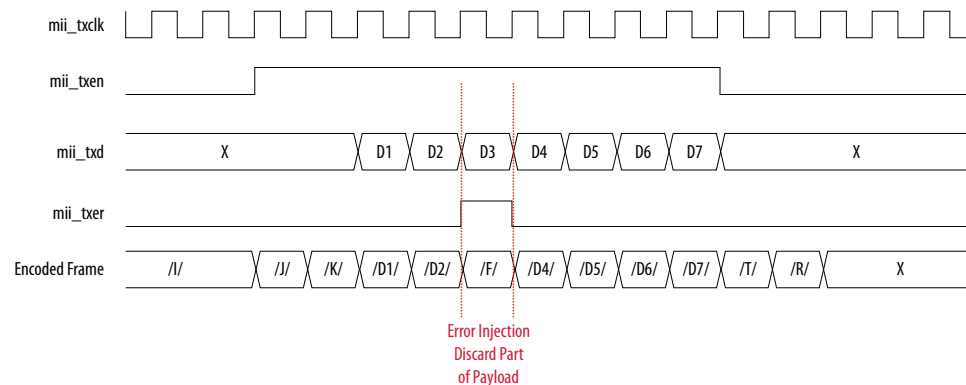 mii_txclk
mii_txen
mii_txd X D1 D2 D3 D4 D5 D6 D7 X
mii_txer
Encoded Frame /I/ /J/ /K/ /D1/ /D2/ /F/ /D4/ /D5/ /D6/ /D7/ /T/ /R/ X
Error Injection
Discard Part
of Payload